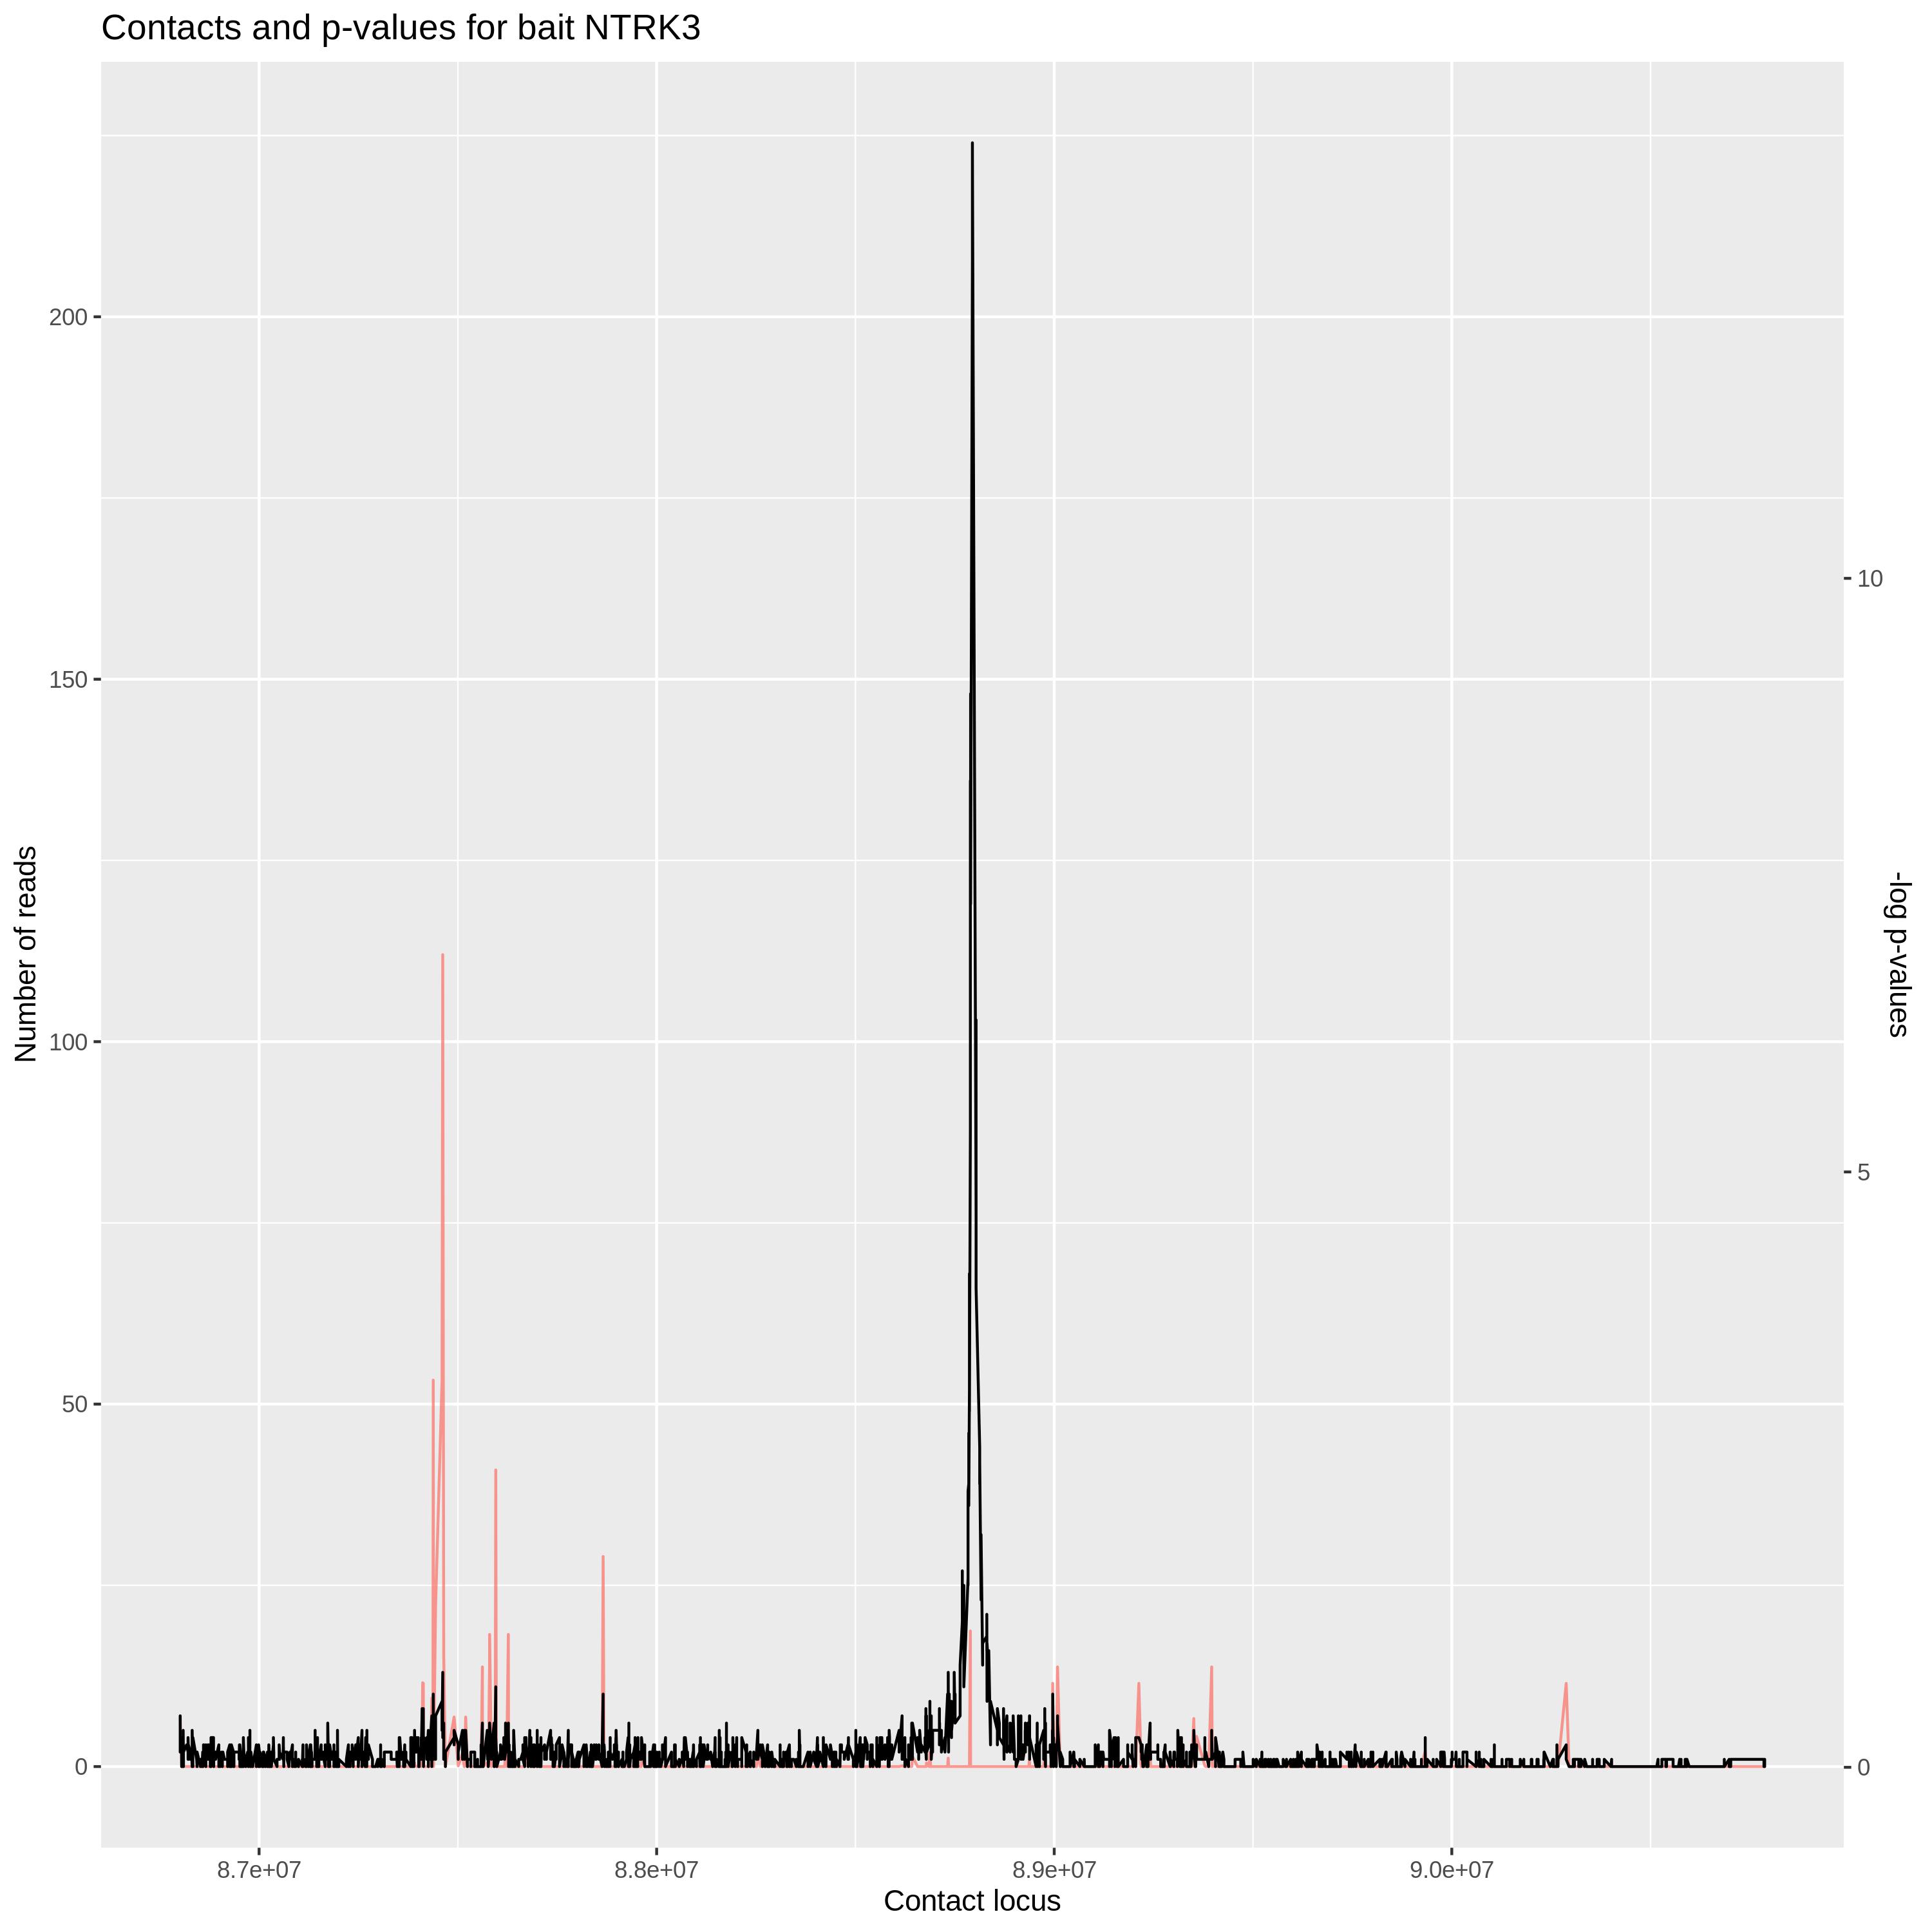 Contacts and p-values for bait NTRK3
Number of reads
200
150
100
50
0
10
5
0
-log p-values
8.7e+07
8.8e+07
8.9e+07
9.0e+07
Contact locus